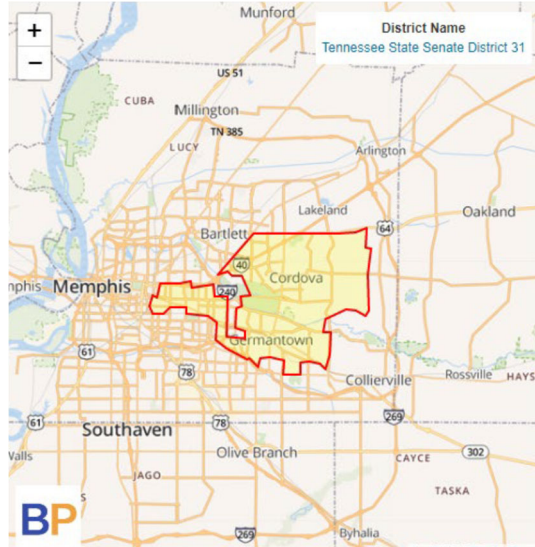 Munford
+
−
District Name
Tennessee State Senate District 31
US 51
CUBA
Millington
TN 385
LUCY
Arlington
Lakeland
64
Oakland
Bartlett
40
Cordova
mphis
Memphis
240
Germantown
61
78
Rossville
HAYS
Collierville
269
61
78
Southaven
Walls
Olive Branch
302
CAYCE
JAGO
TASKA
S
BP
269
Byhalia